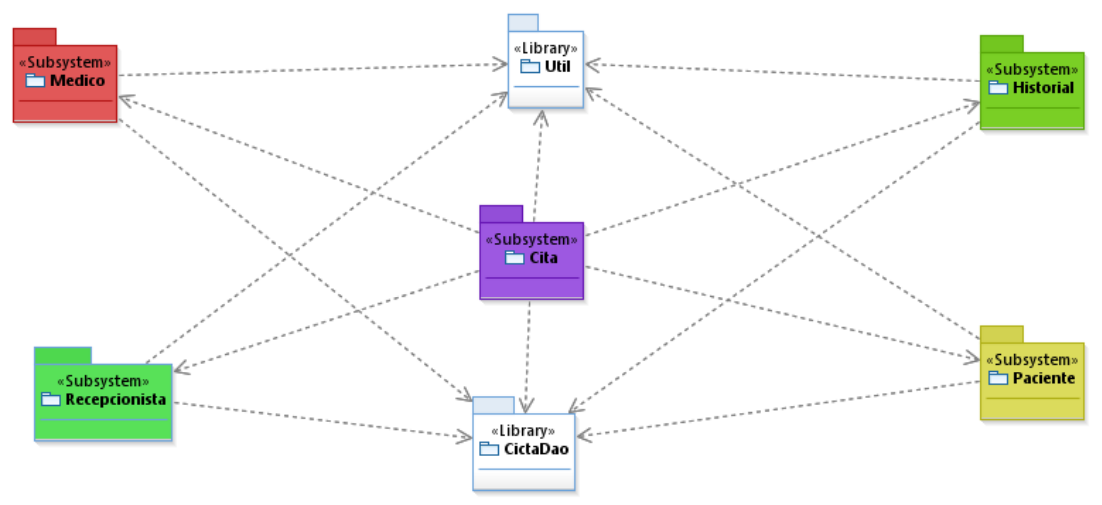 «Subsystem»
Medico
«Library»
Util
«Subsystem»
Historial
«Subsystem»
Cita
«Subsystem»
Recepcionista
«Library»
CictaDao
«Subsystem»
Paciente